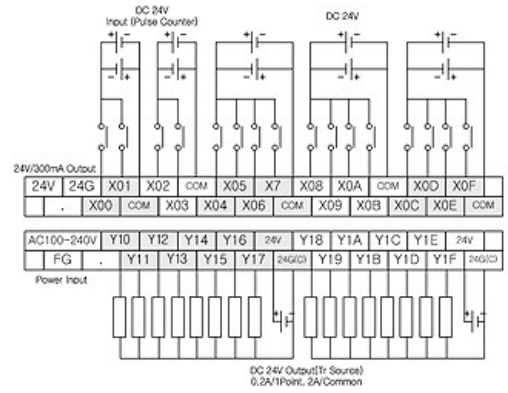 DC 24V
Input (Pulse Counter)
DC 24V
24V/300mA Output
24V 24G X01 X02 COM X05 X7 X08 X0A COM X0D X0F
. X00 COM X03 X04 X06 COM X09 X0B X0C X0E COM
AC100-240V Y10 Y12 Y14 Y16 24V Y18 Y1A Y1C Y1E 24V
FG . Y11 Y13 Y15 Y17 24G(C) Y19 Y1B Y1D Y1F 24G(C)
Power Input
DC 24V Output(Tr Source)
0.2A/1Point, 2A/Common